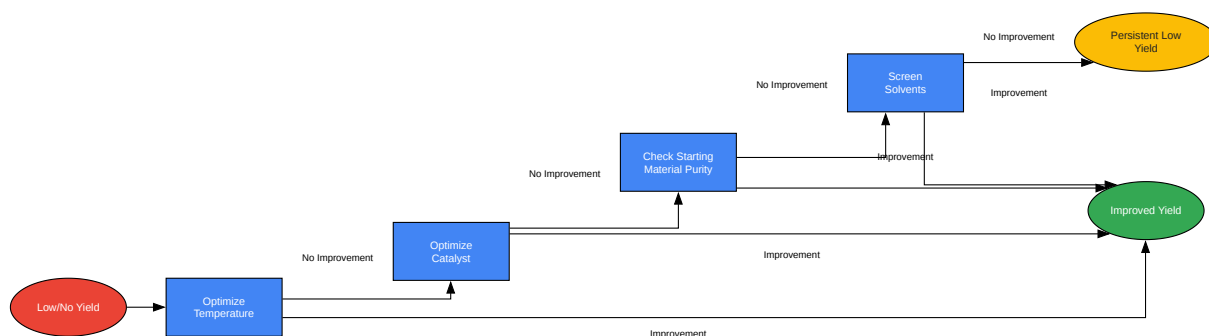 No Improvement
Persistent Low
Yield
Screen
Solvents
No Improvement
Improvement
Check Starting
Material Purity
Improvement
No Improvement
Improved Yield
Optimize
Catalyst
No Improvement
Improvement
Low/No Yield
Optimize
Temperature
Improvement